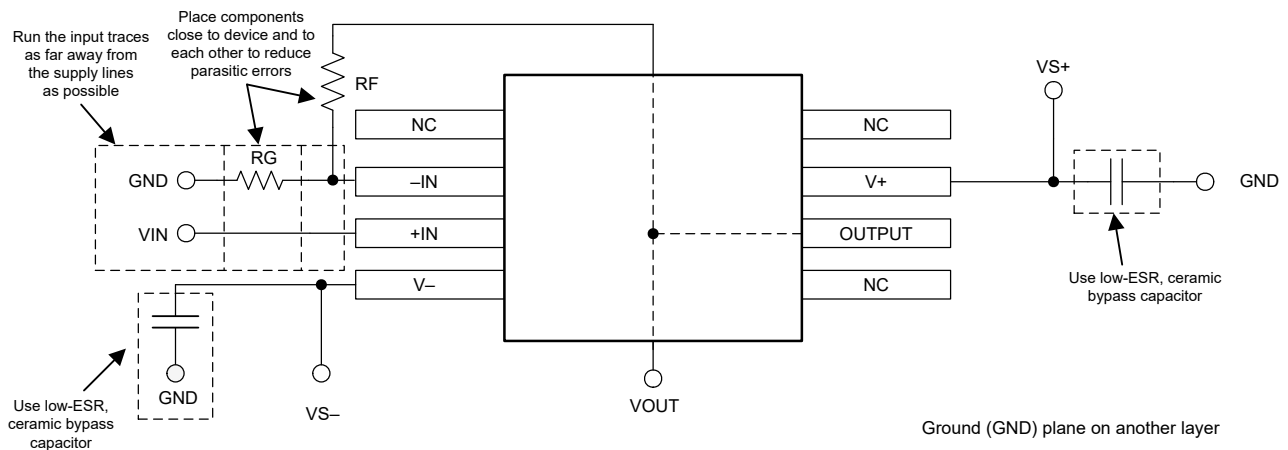 Run the input traces
as far away from
the supply lines
as possible
Place components
close to device and to
each other to reduce
parasitic errors
RF
NC
RG
GND
–IN
VIN
+IN
V–
GND
VS–
Use low-ESR,
ceramic bypass
capacitor
VOUT
NC
V+
OUTPUT
NC
VS+
GND
Use low-ESR, ceramic
bypass capacitor
Ground (GND) plane on another layer